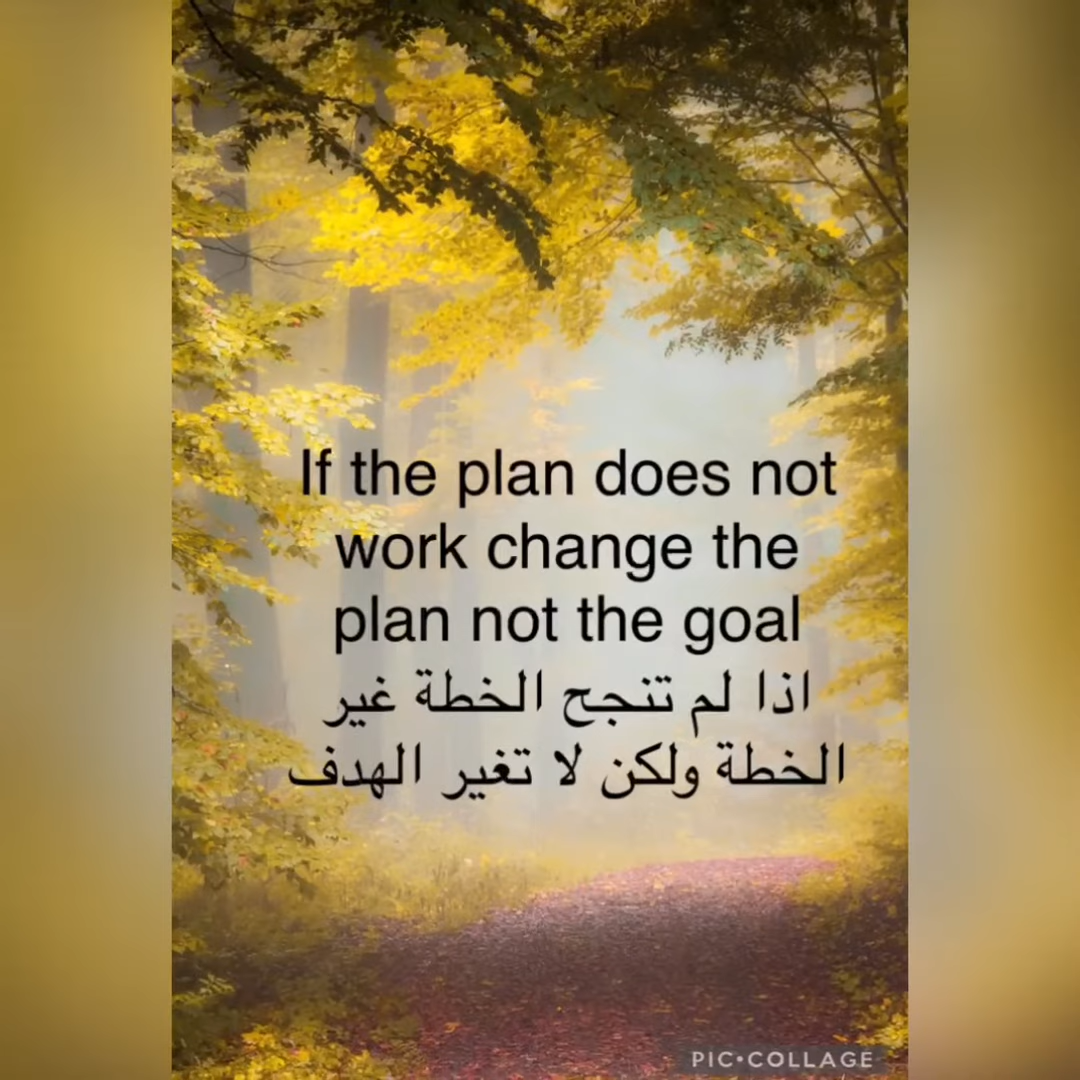 If the plan does not
work change the
plan not the goal
اذا لم تنجح الخطة غير
الخطة ولكن لا تغير الهدف
PIC•COLLAGE